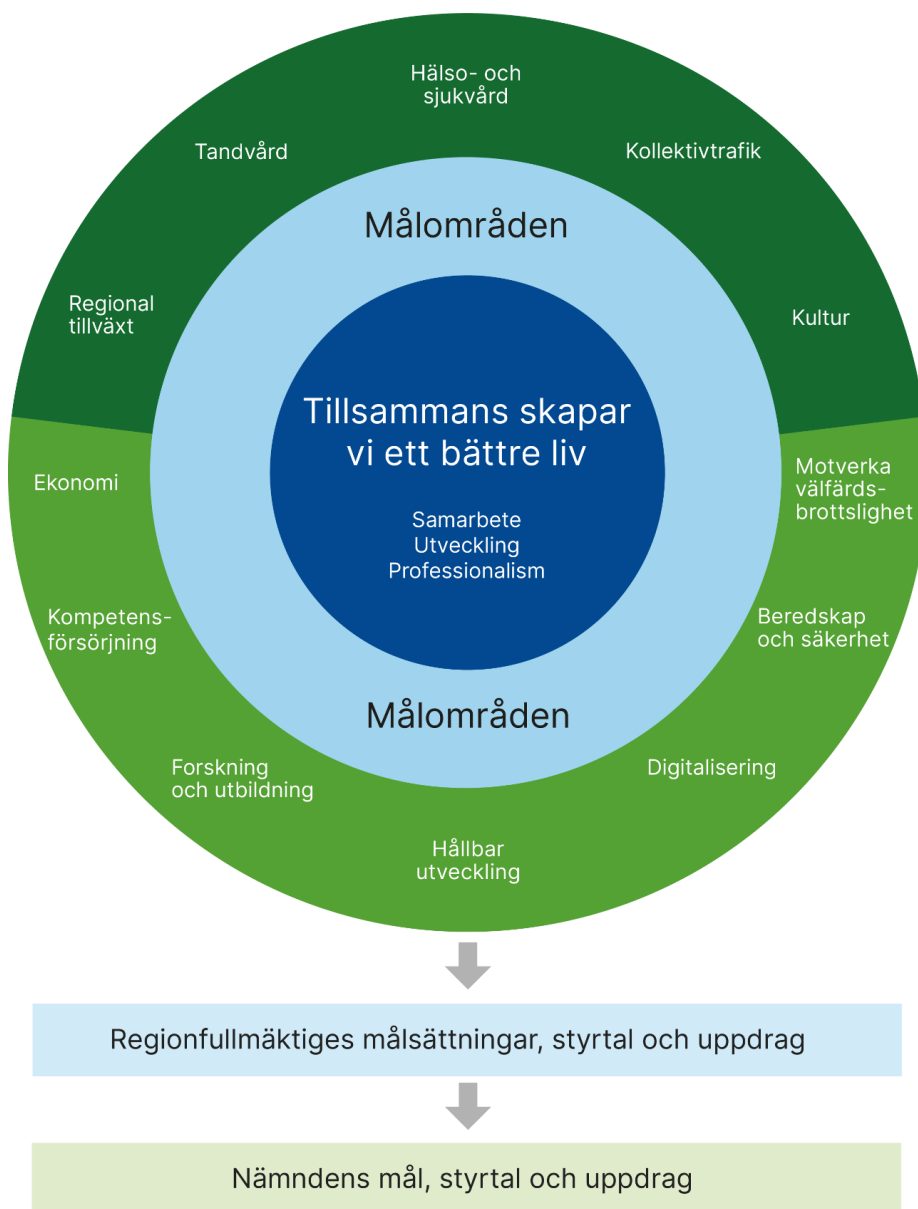 Hälso- och
sjukvård
Tandvård
Kollektivtrafik
Målområden
Regional
tillväxt
Kultur
Tillsammans skapar
vi ett bättre liv
Samarbete
Utveckling
Professionalism
Ekonomi
Motverka
välfärds-
brottslighet
Kompetens-
försörjning
Beredskap
och säkerhet
Målområden
Forskning
och utbildning
Digitalisering
Hållbar
utveckling
Regionfullmäktiges målsättningar, styrtal och uppdrag
Nämndens mål, styrtal och uppdrag